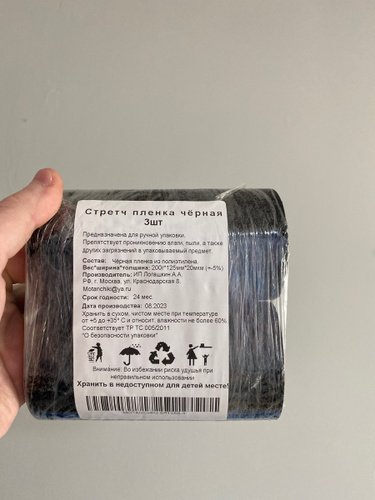 Стретч пленка чёрная
3шт
Предназначена для ручной упаковки.
Препятствует проникновению влаги, пыли, а также
других загрязнений в упаковываемый предмет.
Состав: Чёрная пленка из полиэтилена.
Вес*ширина*толщина: 200г*125мм*20мкм (+-5%)
Производитель: ИП Логашкин А.А.
РФ, г. Москва, ул. Краснодарская 8.
Motanchiki@ya.ru
Срок годности: 24 мес.
Дата производства: 08.2023
Хранить в сухом, чистом месте при температуре
от +5 до +35° С и относит. влажности не более 60%.
Соответствует ТР ТС 005/2011
"О безопасности упаковки"
Внимание: Во избежании риска удушья при
неправильном использовании
Хранить в недоступном для детей месте!